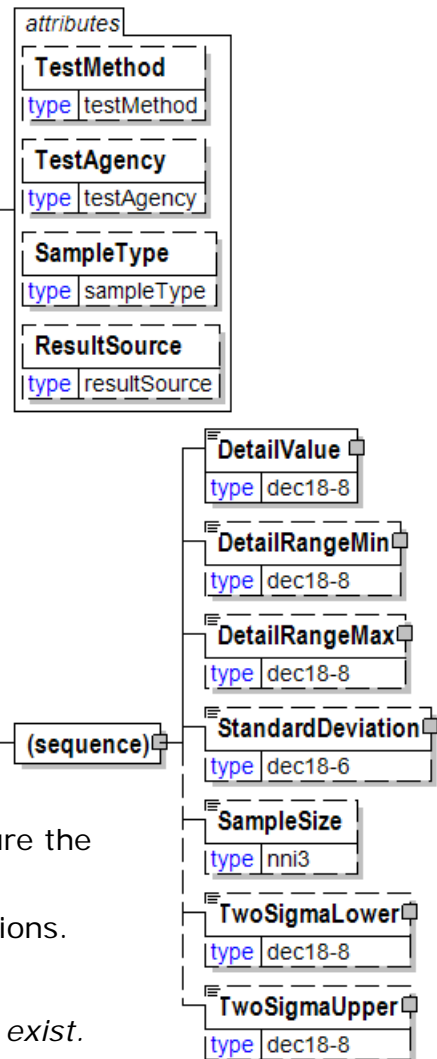 attributes
TestMethod
type testMethod
TestAgency
type testAgency
SampleType
type sampleType
ResultSource
type resultSource
DetailValue
type dec18-8
DetailRangeMin
type dec18-8
DetailRangeMax
type dec18-8
(sequence)
StandardDeviation
type dec18-6
SampleSize
type nni3
TwoSigmaLower
type dec18-8
TwoSigmaUpper
type dec18-8
ure the
ions.
exist.